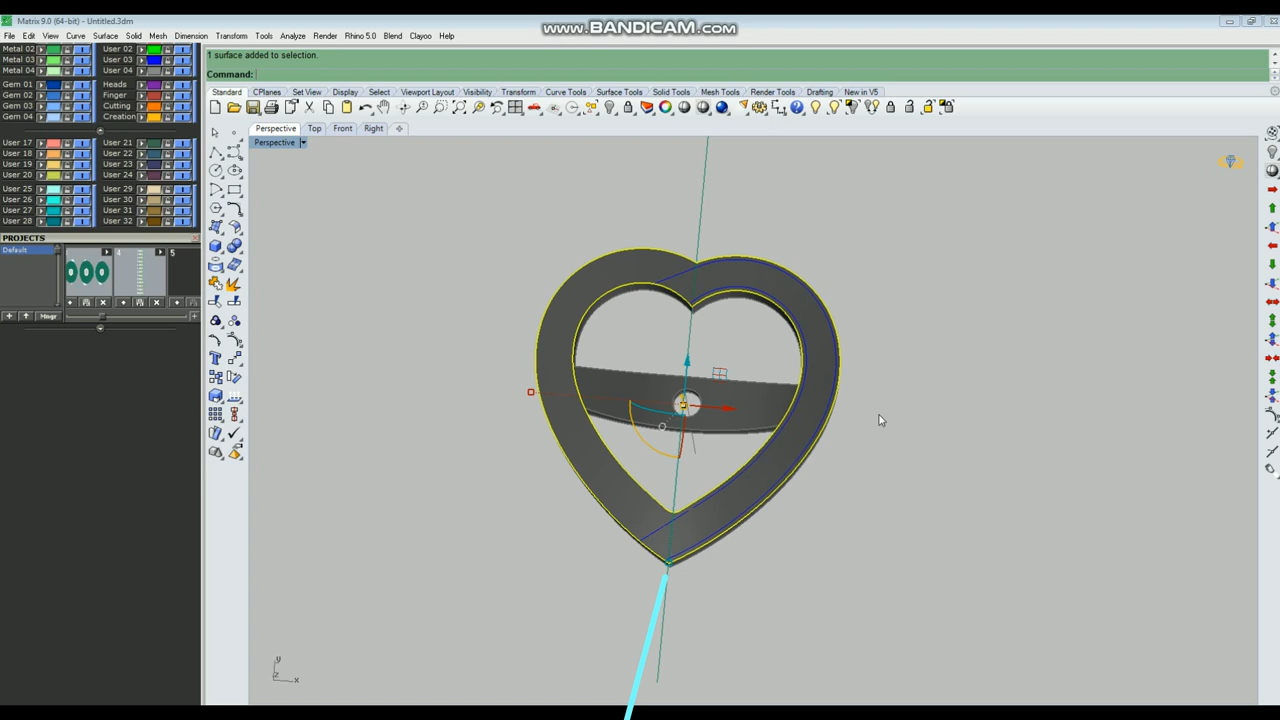 Matrix 9.0 (64-bit) - Untitled.3dm
www.BANDICAM.com
File Edit View Curve Surface Solid Mesh Dimension Transform Tools Analyze Render Rhino 5.0 Blend Clayoo Help
Metal 02 User 02
Metal 03 User 03
Metal 04 User 04
Gem 01 Heads
Gem 02 Finger
Gem 03 Cutting
Gem 04 Creation
User 17 User 21
User 18 User 22
User 19 User 23
User 20 User 24
User 25 User 29
User 26 User 30
User 27 User 31
User 28 User 32
PROJECTS
Default
4
5
Mngr
1 surface added to selection.
Command:
Standard CPlanes Set View Display Select Viewport Layout Visibility Transform Curve Tools Surface Tools Solid Tools Mesh Tools Render Tools Drafting New in V5
Perspective Top Front Right
Perspective
y
z
x